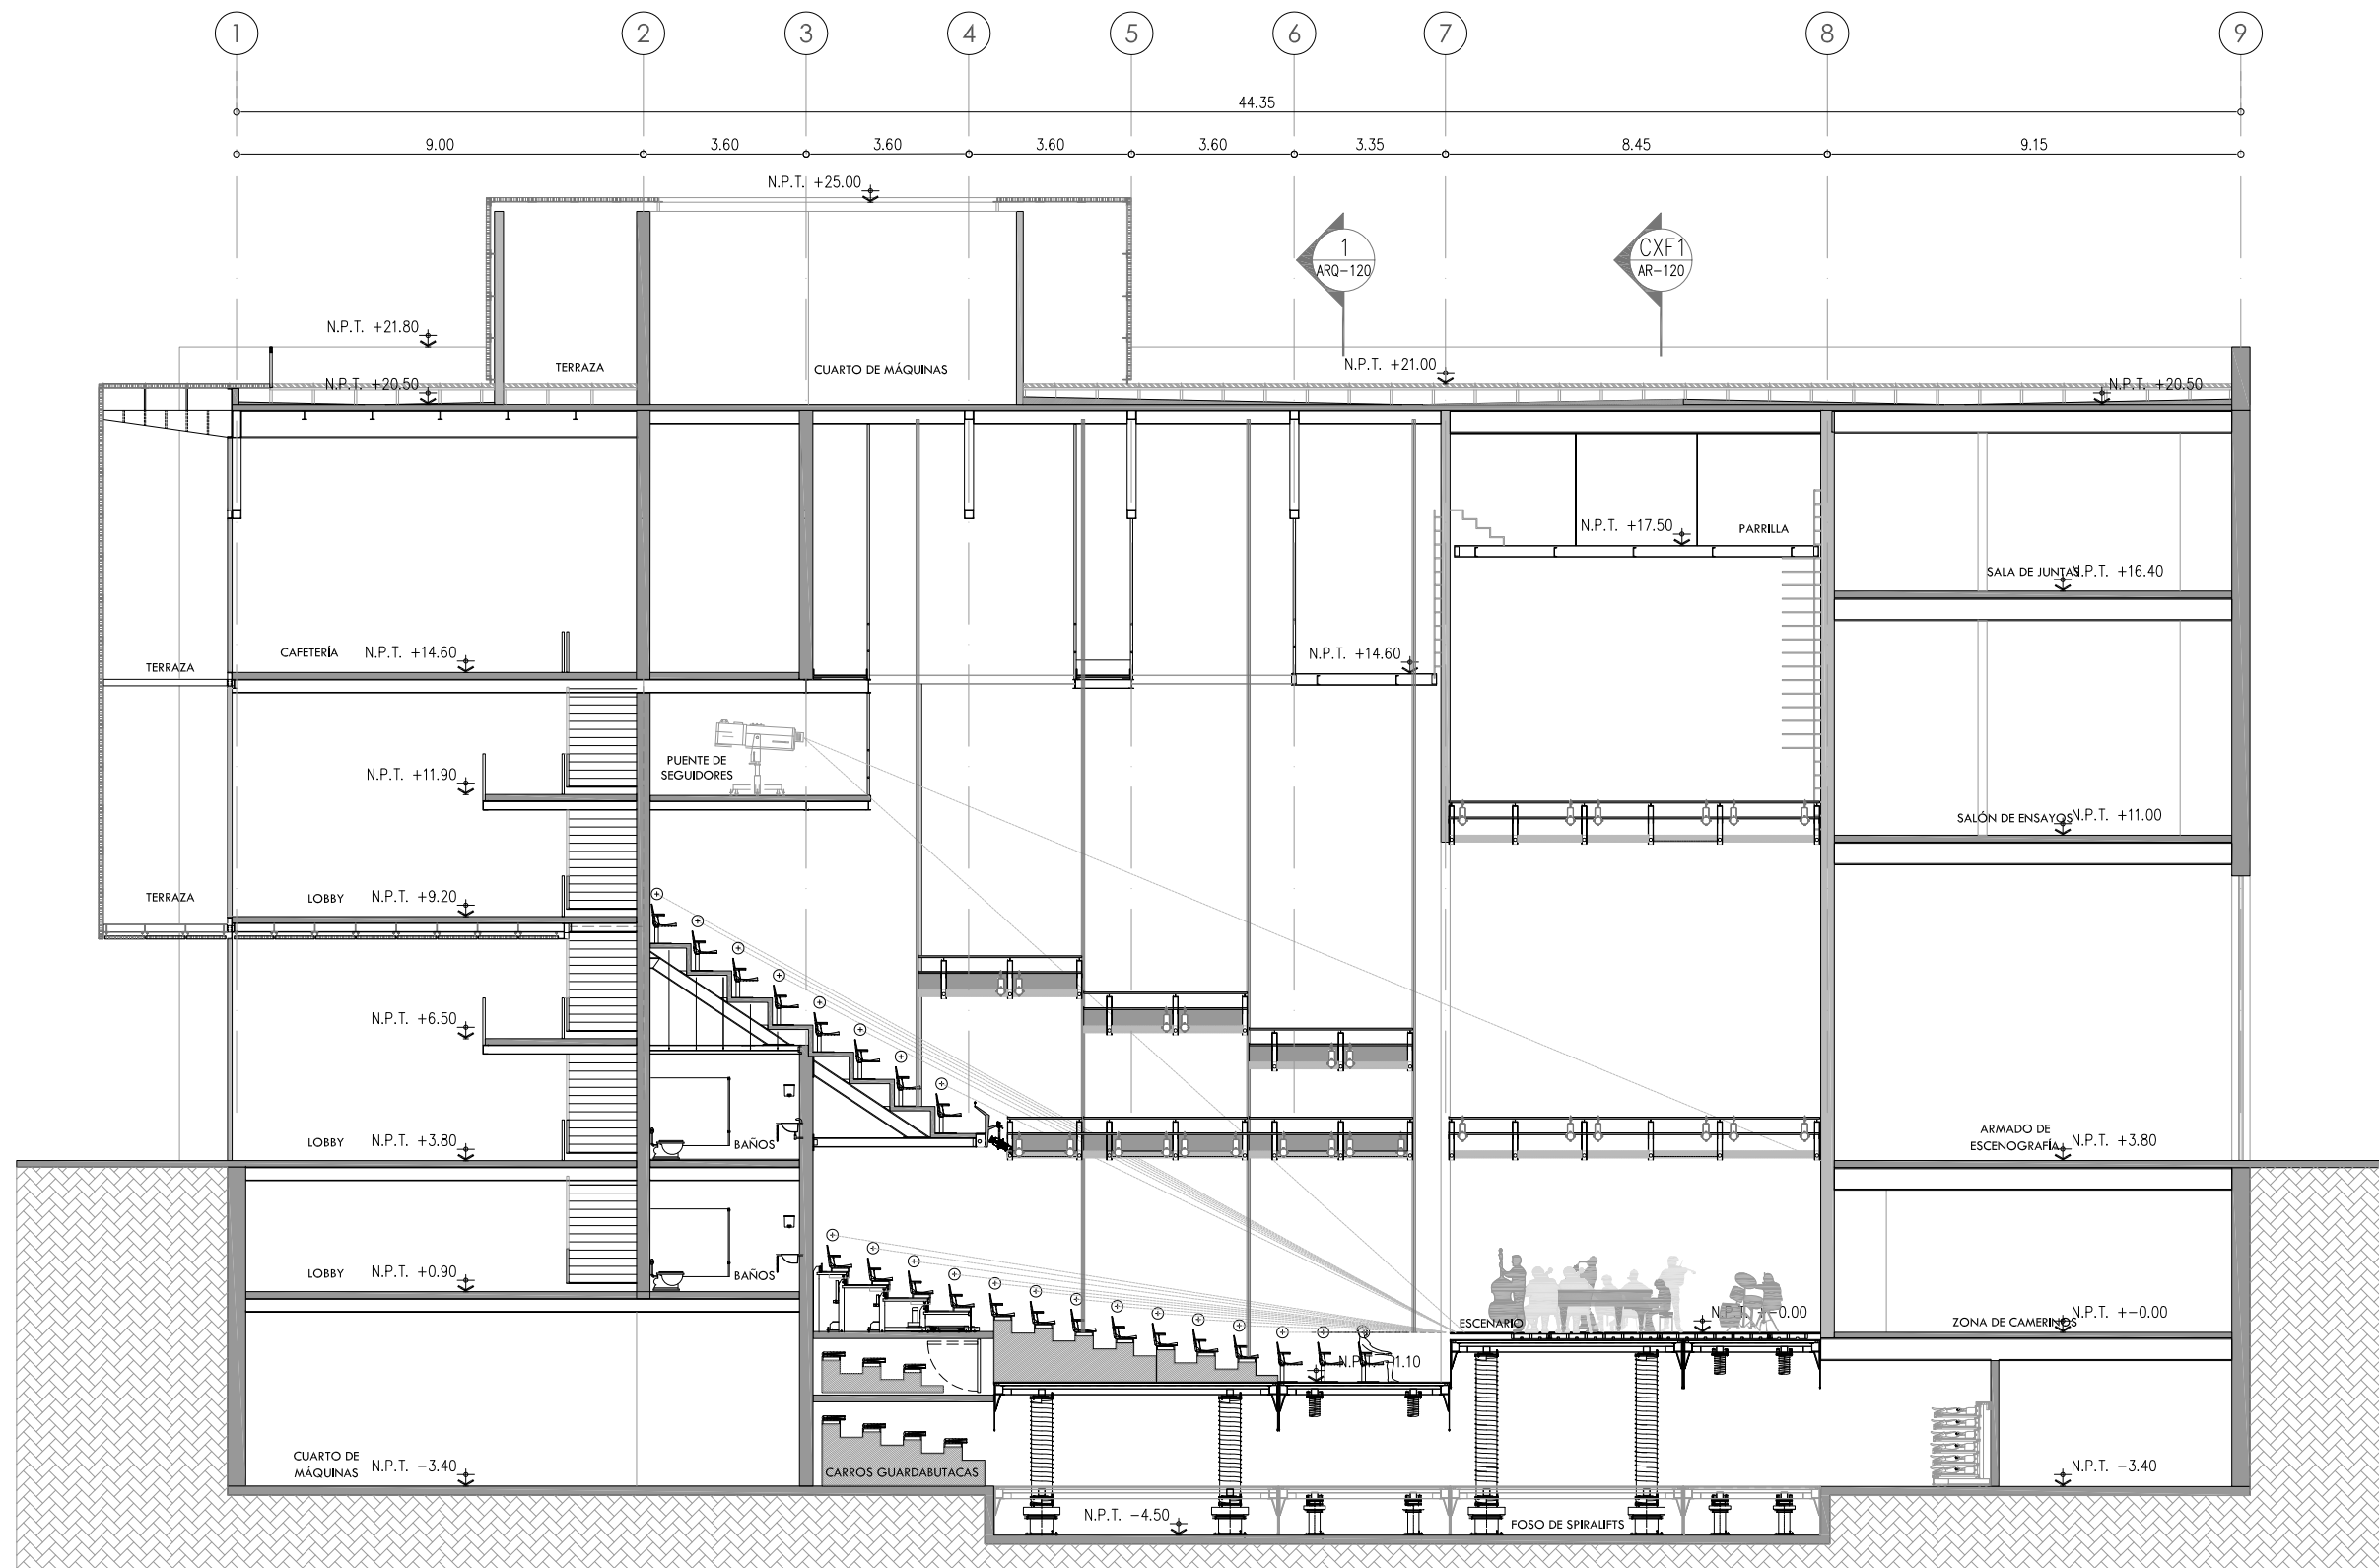 1 2 3 4 5 6 7 8 9
44.35
9.00 3.60 3.60 3.60 3.60 3.35 8.45 9.15
N.P.T. +25.00
1
ARQ-120
CXF1
AR-120
N.P.T. +21.80
TERRAZA
CUARTO DE MÁQUINAS
N.P.T. +21.00
N.P.T. +20.50
N.P.T. +20.50
N.P.T. +17.50
PARRILLA
SALA DE JUNTAS
N.P.T. +16.40
TERRAZA
CAFETERÍA
N.P.T. +14.60
N.P.T. +14.60
PUENTE DE
SEGUIDORES
N.P.T. +11.90
SALÓN DE ENSAYOS
N.P.T. +11.00
TERRAZA
LOBBY
N.P.T. +9.20
N.P.T. +6.50
LOBBY
N.P.T. +3.80
BAÑOS
ARMADO DE
ESCENOGRAFÍA
N.P.T. +3.80
LOBBY
N.P.T. +0.90
BAÑOS
ESCENARIO
ZONA DE CAMERINOS
N.P.T. +-0.00
CUARTO DE
MÁQUINAS
N.P.T. -3.40
CARROS GUARDABUTACAS
N.P.T. -3.40
N.P.T. -4.50
FOSO DE SPIRALIFTS